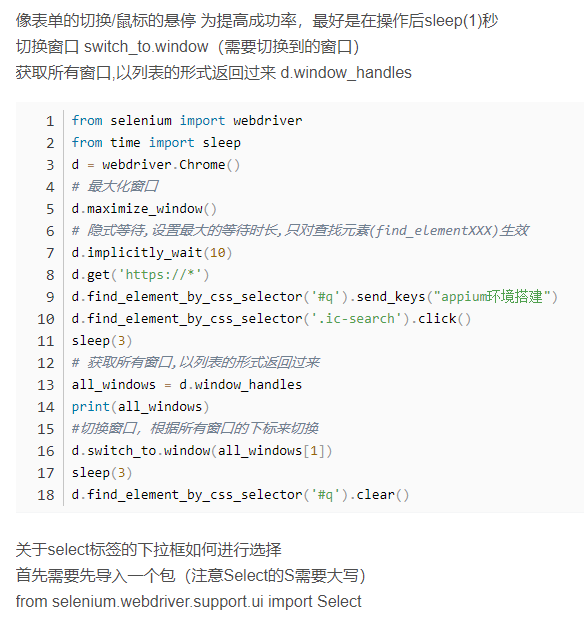 像表单的切换/鼠标的悬停 为提高成功率，最好是在操作后sleep(1)秒
切换窗口 switch_to.window（需要切换到的窗口）
获取所有窗口,以列表的形式返回过来 d.window_handles
1 from selenium import webdriver
2 from time import sleep
3 d = webdriver.Chrome()
4 # 最大化窗口
5 d.maximize_window()
6 # 隐式等待,设置最大的等待时长,只对查找元素(find_elementXXX)生效
7 d.implicitly_wait(10)
8 d.get('https://*')
9 d.find_element_by_css_selector('#q').send_keys("appium环境搭建")
10 d.find_element_by_css_selector('.ic-search').click()
11 sleep(3)
12 # 获取所有窗口,以列表的形式返回过来
13 all_windows = d.window_handles
14 print(all_windows)
15 #切换窗口，根据所有窗口的下标来切换
16 d.switch_to.window(all_windows[1])
17 sleep(3)
18 d.find_element_by_css_selector('#q').clear()
关于select标签的下拉框如何进行选择
首先需要先导入一个包（注意Select的S需要大写）
from selenium.webdriver.support.ui import Select